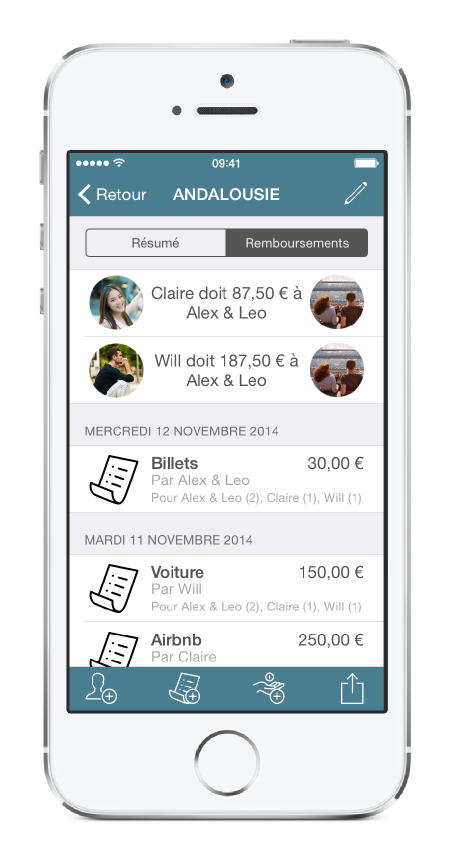 09:41
Retour
ANDALOUSIE
Résumé
Remboursements
Claire doit 87,50 € à
Alex & Leo
Will doit 187,50 € à
Alex & Leo
MERCREDI 12 NOVEMBRE 2014
Billets 30,00 €
Par Alex & Leo
Pour Alex & Leo (2), Claire (1), Will (1)
MARDI 11 NOVEMBRE 2014
Voiture 150,00 €
Par Will
Pour Alex & Leo (2), Claire (1), Will (1)
Airbnb 250,00 €
Par Claire